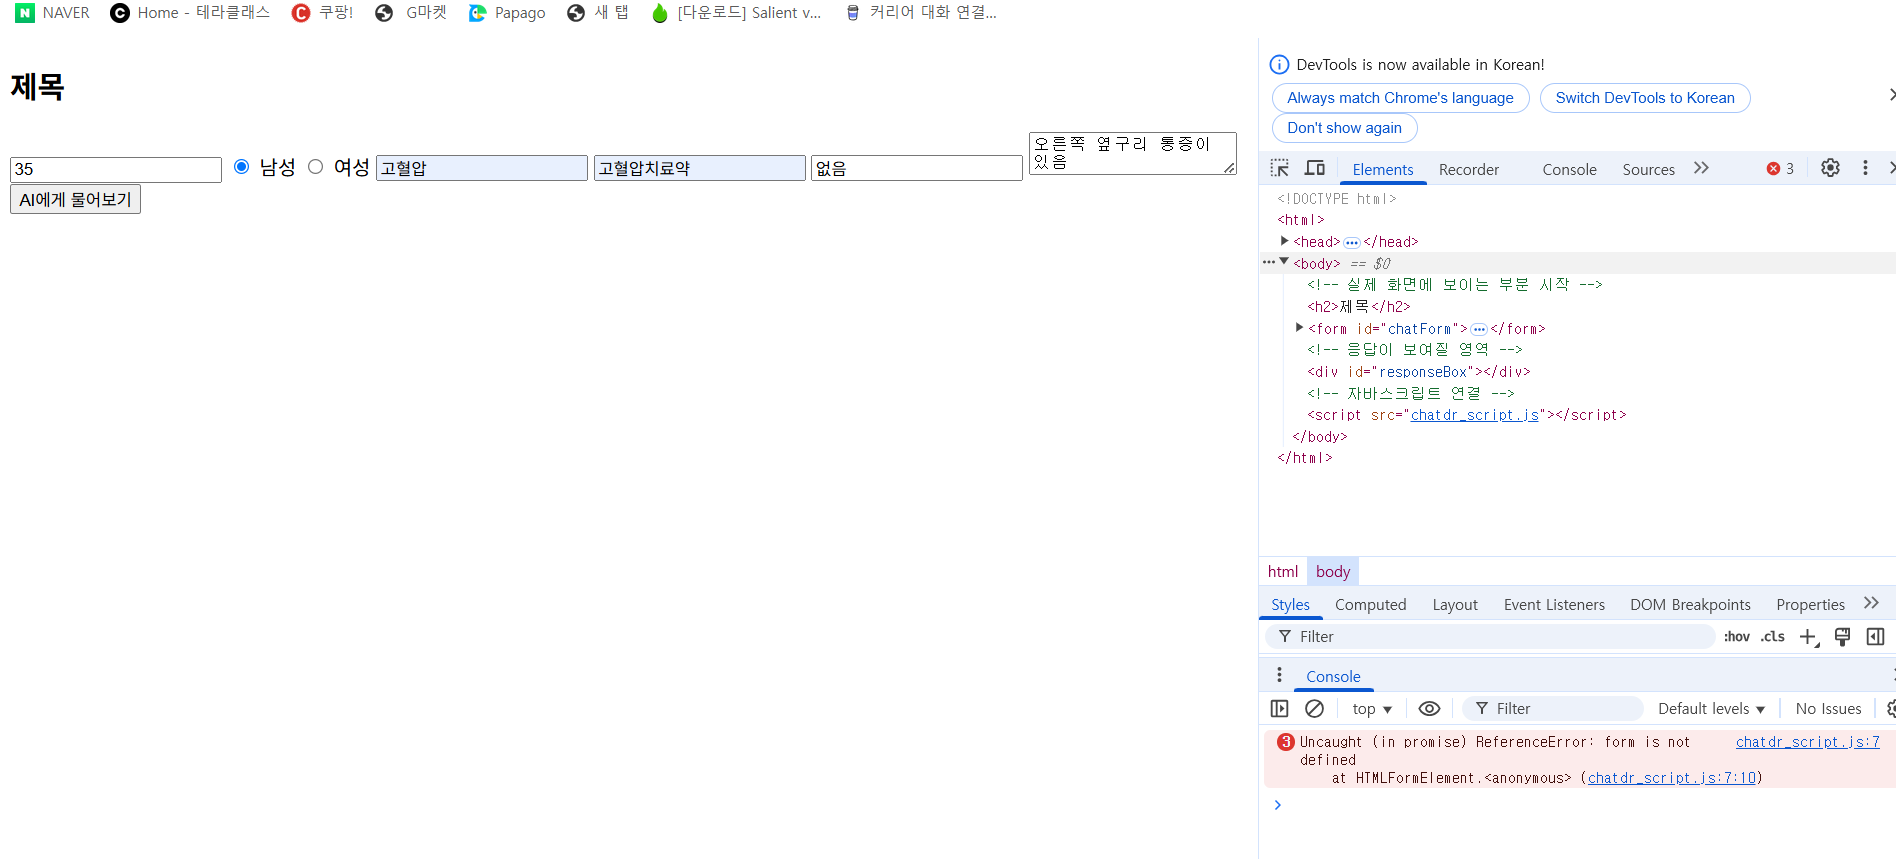 NAVER Home - 테라클래스 쿠팡! G마켓 Papago 새 탭 [다운로드] Salient v... 커리어 대화 연결...
제목
35 남성 여성 고혈압 고혈압치료약 없음 오른쪽 옆구리 통증이
있음
AI에게 물어보기
DevTools is now available in Korean!
Always match Chrome's language Switch DevTools to Korean
Don't show again
Elements Recorder Console Sources 3
<!DOCTYPE html>
<html>
<head>…</head>
<body> == $0
<!-- 실제 화면에 보이는 부분 시작 -->
<h2>제목</h2>
<form id="chatForm">…</form>
<!-- 응답이 보여질 영역 -->
<div id="responseBox"></div>
<!-- 자바스크립트 연결 -->
<script src="chatdr_script.js"></script>
</body>
</html>
html body
Styles Computed Layout Event Listeners DOM Breakpoints Properties
Filter :hov .cls
Console
top Filter Default levels No Issues
3 Uncaught (in promise) ReferenceError: form is not chatdr_script.js:7
defined
at HTMLFormElement.<anonymous> (chatdr_script.js:7:10)